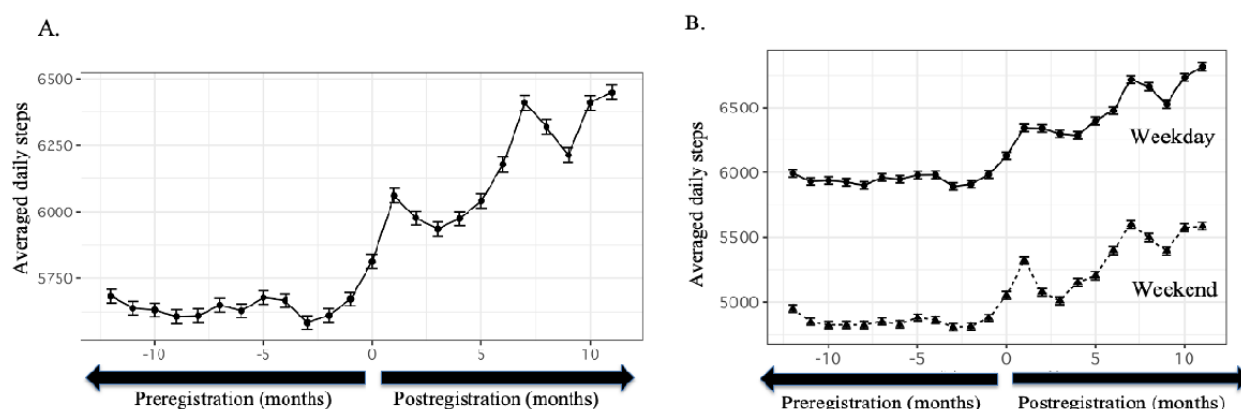 A.
Averaged daily steps
6500
6250
6000
5750
-10 -5 0 5 10
Preregistration (months) Postregistration (months)
B.
Averaged daily steps
6500
6000
5500
5000
Weekday
Weekend
-10 -5 0 5 10
Preregistration (months) Postregistration (months)